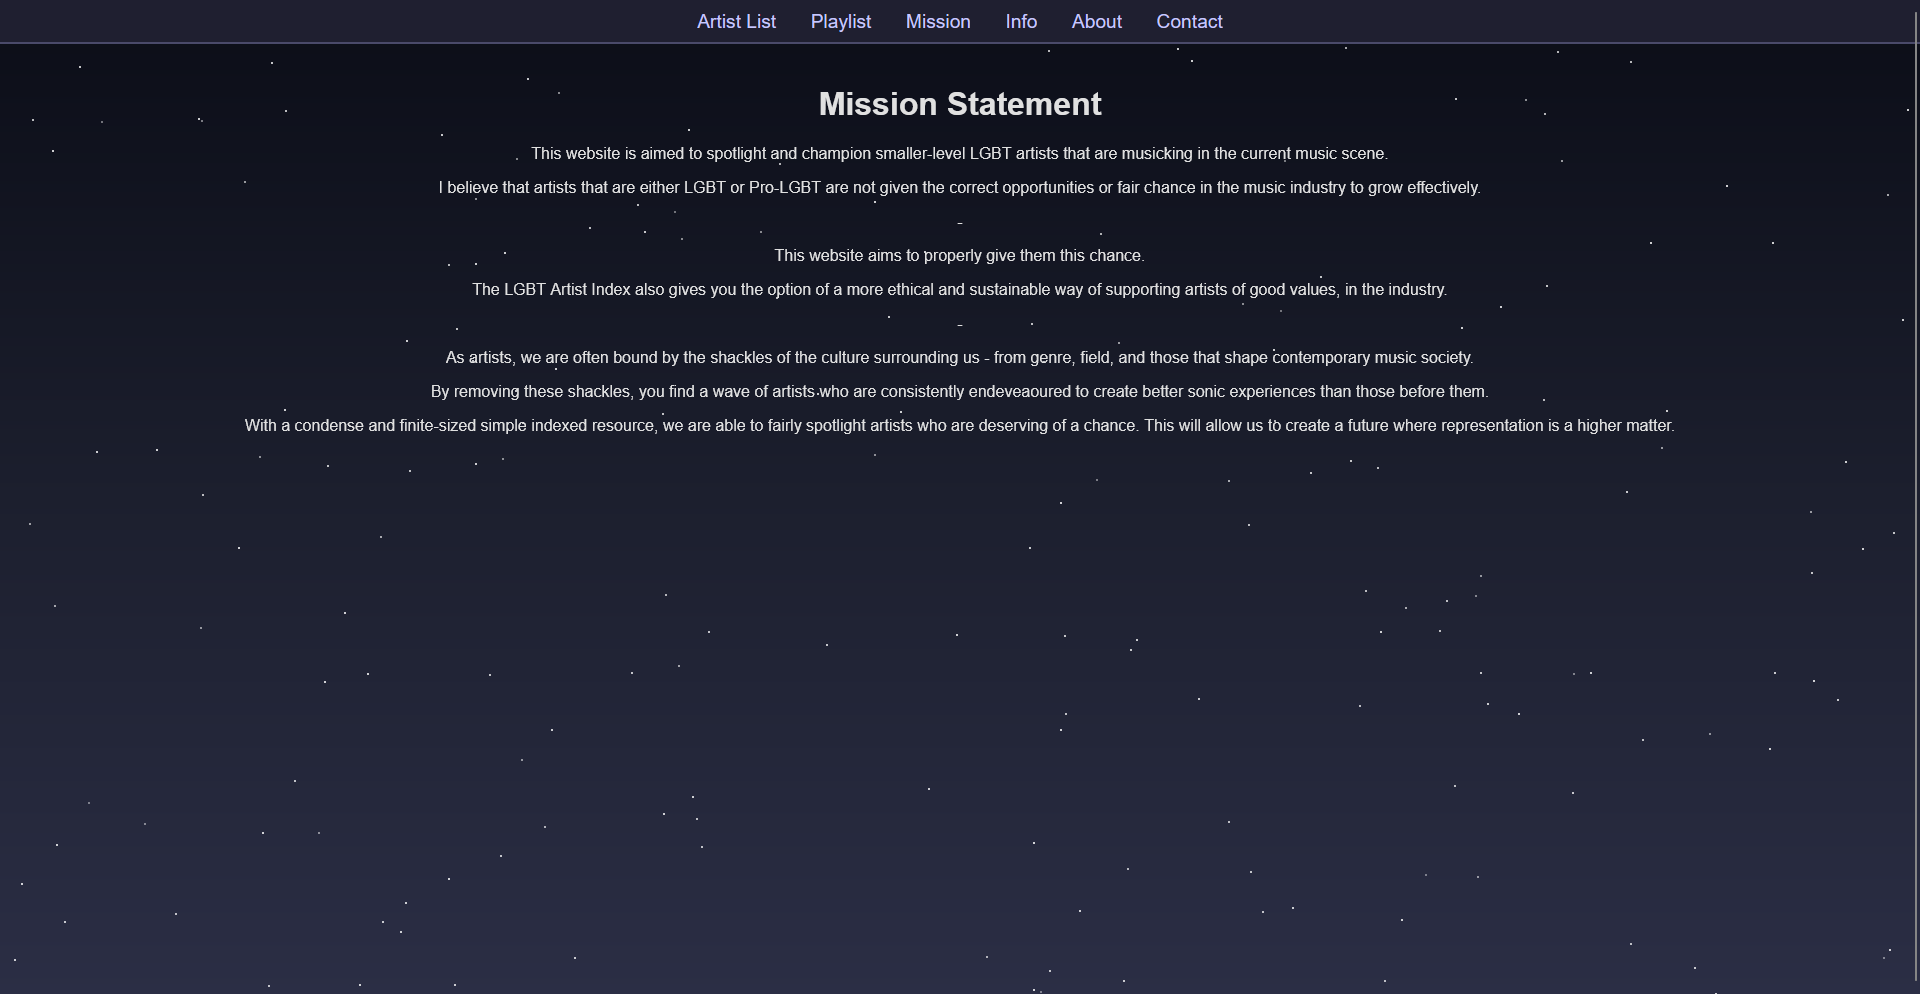 Artist List Playlist Mission Info About Contact
Mission Statement
This website is aimed to spotlight and champion smaller-level LGBT artists that are musicking in the current music scene.
I believe that artists that are either LGBT or Pro-LGBT are not given the correct opportunities or fair chance in the music industry to grow effectively.
-
This website aims to properly give them this chance.
The LGBT Artist Index also gives you the option of a more ethical and sustainable way of supporting artists of good values, in the industry.
-
As artists, we are often bound by the shackles of the culture surrounding us - from genre, field, and those that shape contemporary music society.
By removing these shackles, you find a wave of artists who are consistently endeveaoured to create better sonic experiences than those before them.
With a condense and finite-sized simple indexed resource, we are able to fairly spotlight artists who are deserving of a chance. This will allow us to create a future where representation is a higher matter.